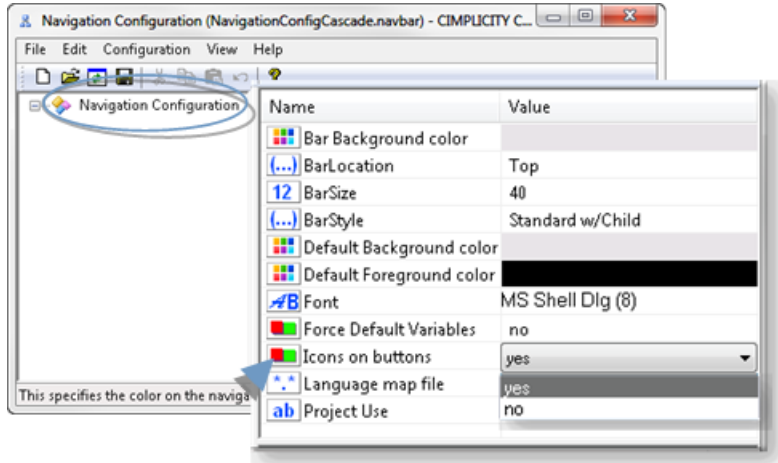 Navigation Configuration (NavigationConfigCascade.navbar) - CIMPLICITY C...
File Edit Configuration View Help
Navigation Configuration
Name Value
Bar Background color
(...) BarLocation Top
12 BarSize 40
(...) BarStyle Standard w/Child
Default Background color
Default Foreground color
AB Font MS Shell Dlg (8)
Force Default Variables no
Icons on buttons yes
*.* Language map file yes
ab Project Use no
This specifies the color on the naviga